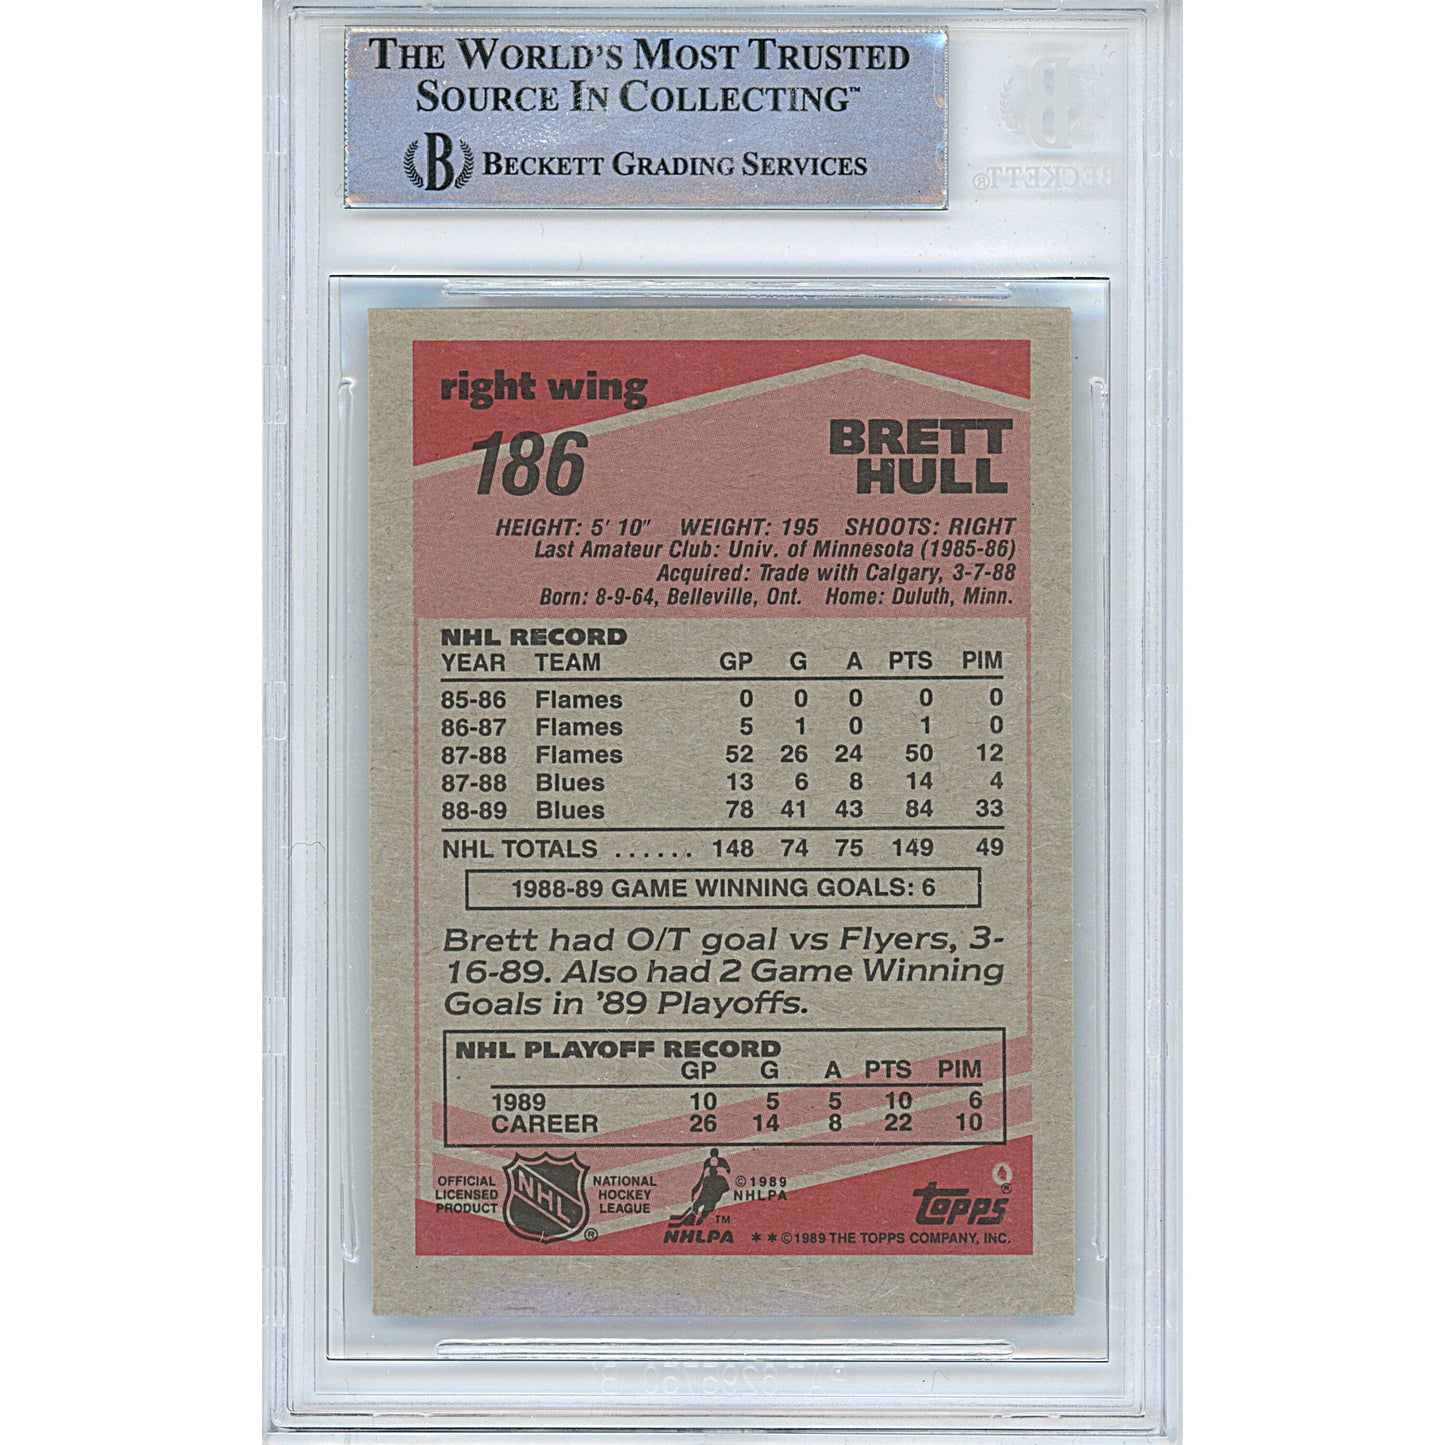 THE WORLD'S MOST TRUSTED
SOURCE IN COLLECTING™
B BECKETT GRADING SERVICES
B
BECKETT®
right wing
186
BRETT
HULL
HEIGHT: 5' 10" WEIGHT: 195 SHOOTS: RIGHT
Last Amateur Club: Univ. of Minnesota (1985-86)
Acquired: Trade with Calgary, 3-7-88
Born: 8-9-64, Belleville, Ont. Home: Duluth, Minn.
NHL RECORD
YEAR TEAM GP G A PTS PIM
85-86 Flames 0 0 0 0 0
86-87 Flames 5 1 0 1 0
87-88 Flames 52 26 24 50 12
87-88 Blues 13 6 8 14 4
88-89 Blues 78 41 43 84 33
NHL TOTALS ...... 148 74 75 149 49
1988-89 GAME WINNING GOALS: 6
Brett had O/T goal vs Flyers, 3-
16-89. Also had 2 Game Winning
Goals in '89 Playoffs.
NHL PLAYOFF RECORD
GP G A PTS PIM
1989 10 5 5 10 6
CAREER 26 14 8 22 10
OFFICIAL
LICENSED
PRODUCT
NHL ®
NATIONAL
HOCKEY
LEAGUE
©1989
NHLPA
TM
NHLPA
topps®
**©1989 THE TOPPS COMPANY, INC.